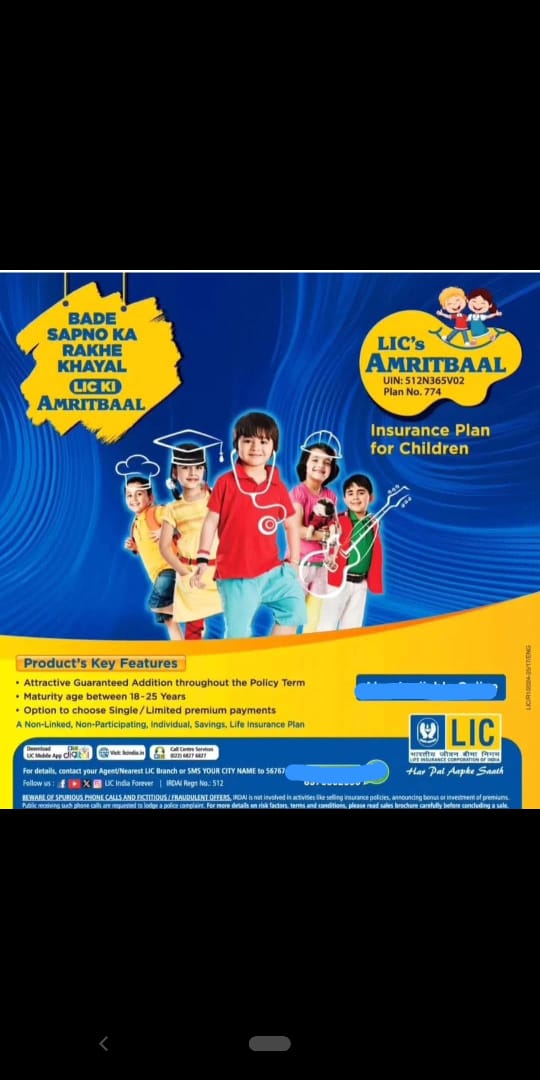 BADE
SAPNO KA
RAKHE
KHAYAL
LIC KI
AMRITBAAL
LIC's
AMRITBAAL
UIN: 512N365V02
Plan No. 774
Insurance Plan
for Children
Product's Key Features
• Attractive Guaranteed Addition throughout the Policy Term
• Maturity age between 18-25 Years
• Option to choose Single/Limited premium payments
A Non-Linked, Non-Participating, Individual, Savings, Life Insurance Plan
LIC
भारतीय जीवन बीमा निगम
LIFE INSURANCE CORPORATION OF INDIA
Har Pal Aapke Saath
Download
LIC Mobile App
Visit: licindia.in
Call Centre Services
(022) 6827 6827
For details, contact your Agent/Nearest LIC Branch or SMS YOUR CITY NAME to 56767
Follow us : LIC India Forever | IRDAI Regn No.: 512
BEWARE OF SPURIOUS PHONE CALLS AND FICTITIOUS / FRAUDULENT OFFERS. IRDAI is not involved in activities like selling insurance policies, announcing bonus or investment of premiums.
Public receiving such phone calls are requested to lodge a police complaint. For more details on risk factors, terms and conditions, please read sales brochure carefully before concluding a sale.